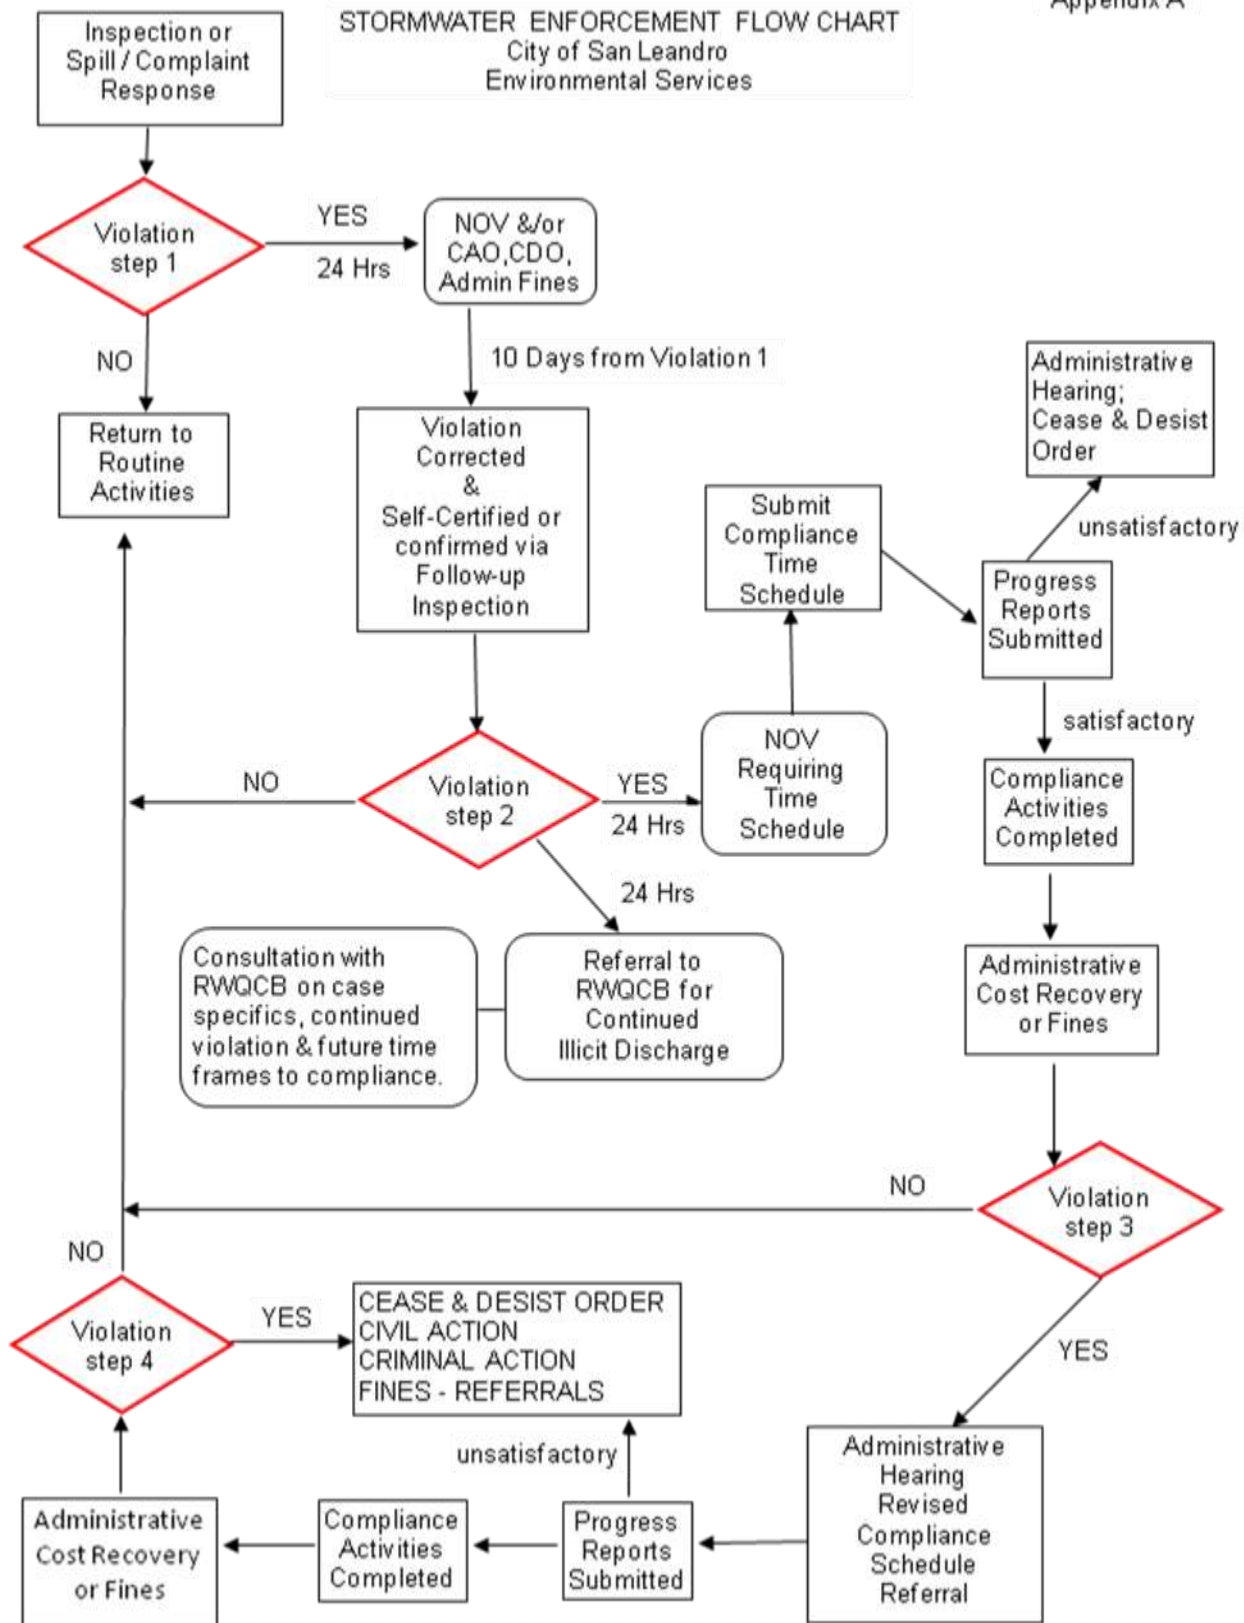 Appendix A
STORMWATER ENFORCEMENT FLOW CHART
City of San Leandro
Environmental Services
Inspection or
Spill / Complaint
Response
Violation
step 1
YES
24 Hrs
NOV &/or
CAO,CDO,
Admin Fines
NO
10 Days from Violation 1
Return to
Routine
Activities
Violation
Corrected
&
Self-Certified or
confirmed via
Follow-up
Inspection
Administrative
Hearing;
Cease & Desist
Order
unsatisfactory
Submit
Compliance
Time
Schedule
Progress
Reports
Submitted
satisfactory
NO
Violation
step 2
YES
24 Hrs
NOV
Requiring
Time
Schedule
Compliance
Activities
Completed
24 Hrs
Consultation with
RWQCB on case
specifics, continued
violation & future time
frames to compliance.
Referral to
RWQCB for
Continued
Illicit Discharge
Administrative
Cost Recovery
or Fines
NO
Violation
step 3
NO
YES
Violation
step 4
YES
CEASE & DESIST ORDER
CIVIL ACTION
CRIMINAL ACTION
FINES - REFERRALS
unsatisfactory
Administrative
Cost Recovery
or Fines
Compliance
Activities
Completed
Progress
Reports
Submitted
Administrative
Hearing
Revised
Compliance
Schedule
Referral